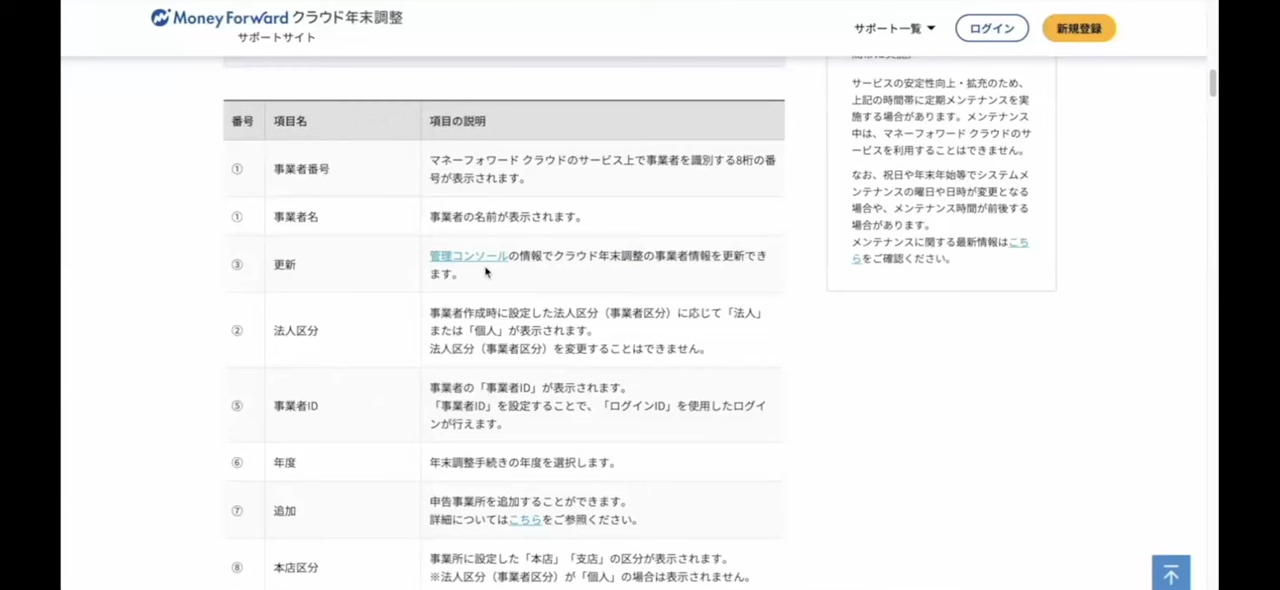 MoneyForward クラウド年末調整
サポートサイト
サポート一覧
ログイン
新規登録
番号 項目名 項目の説明
① 事業者番号 マネーフォワード クラウドのサービス上で事業者を識別する8桁の番
号が表示されます。
① 事業者名 事業者の名前が表示されます。
③ 更新 管理コンソールの情報でクラウド年末調整の事業者情報を更新でき
ます。
② 法人区分 事業者作成時に設定した法人区分（事業者区分）に応じて「法人」
または「個人」が表示されます。
法人区分（事業者区分）を変更することはできません。
⑤ 事業者ID 事業者の「事業者ID」が表示されます。
「事業者ID」を設定することで、「ログインID」を使用したログイ
ンが行えます。
⑥ 年度 年末調整手続きの年度を選択します。
⑦ 追加 申告事業所を追加することができます。
詳細についてはこちらをご参照ください。
⑧ 本店区分 事業所に設定した「本店」「支店」の区分が表示されます。
※法人区分（事業者区分）が「個人」の場合は表示されません。
サービスの安定性向上・拡充のため、
上記の時間帯に定期メンテナンスを実
施する場合があります。メンテナンス
中は、マネーフォワード クラウドのサ
ービスを利用することはできません。
なお、祝日や年末年始等でシステムメ
ンテナンスの曜日や日時が変更となる
場合や、メンテナンス時間が前後する
場合があります。
メンテナンスに関する最新情報はこち
らをご確認ください。